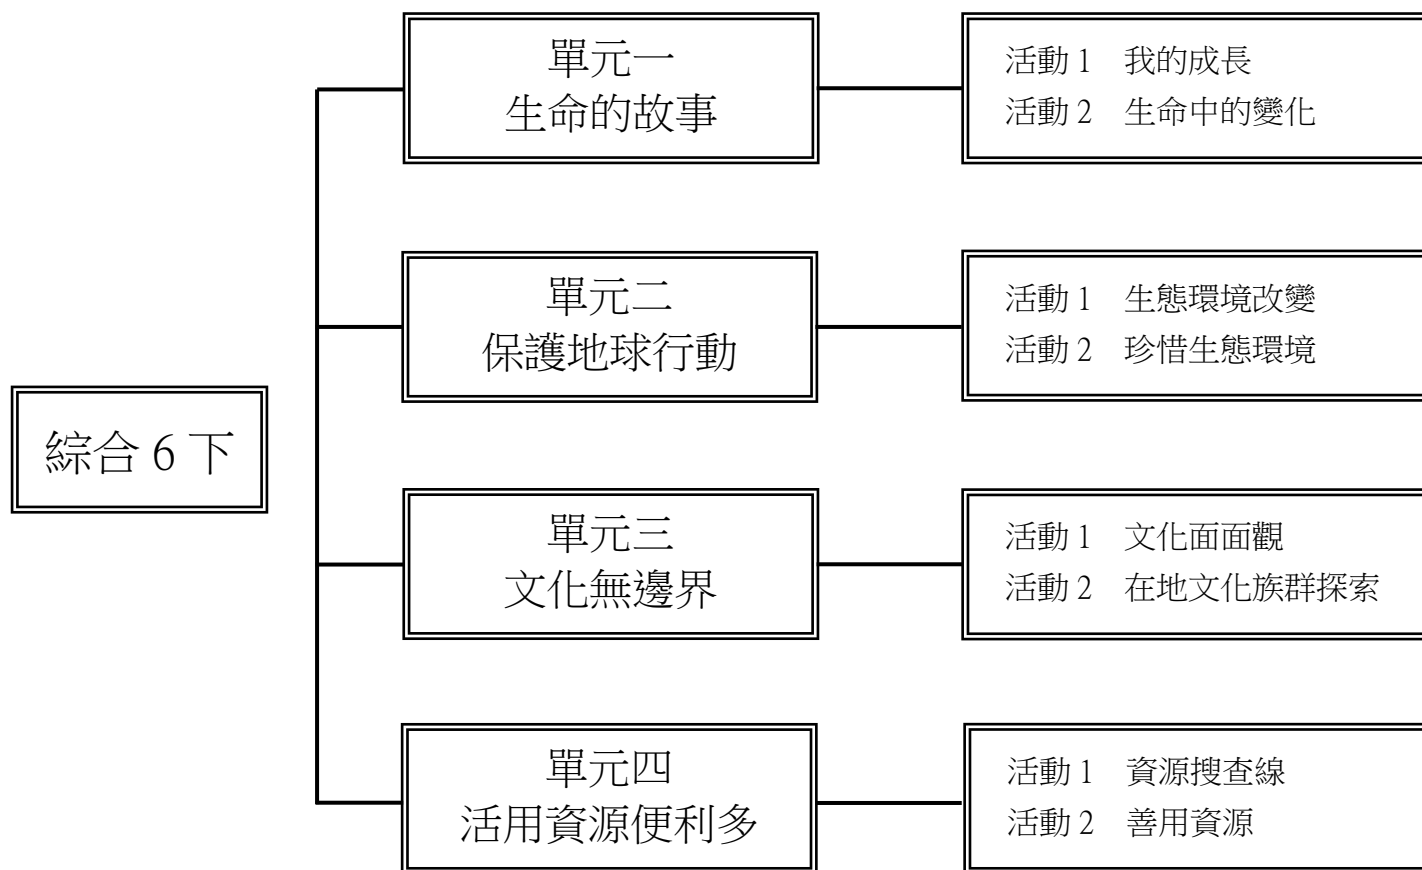 綜合 6 下
單元一
生命的故事
活動 1 我的成長
活動 2 生命中的變化
單元二
保護地球行動
活動 1 生態環境改變
活動 2 珍惜生態環境
單元三
文化無邊界
活動 1 文化面面觀
活動 2 在地文化族群探索
單元四
活用資源便利多
活動 1 資源搜查線
活動 2 善用資源